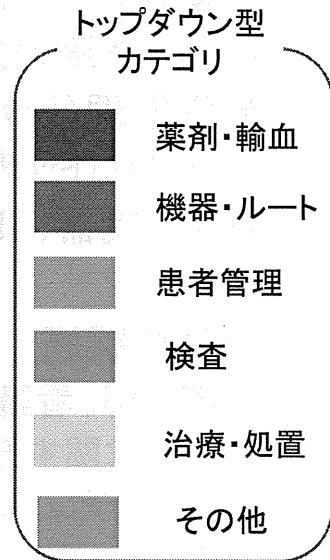 トップダウン型
カテゴリ
薬剤・輸血
機器・ルート
患者管理
検査
治療・処置
その他